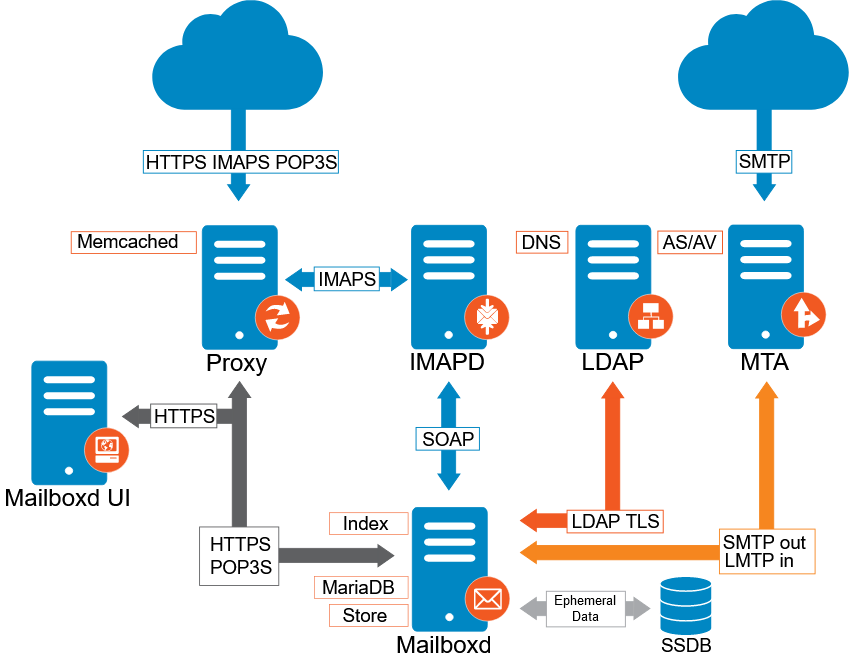 HTTPS IMAPS POP3S
SMTP
Memcached
DNS
AS/AV
IMAPS
Proxy
IMAPD
LDAP
MTA
HTTPS
SOAP
Mailboxd UI
Index
LDAP TLS
HTTPS
POP3S
SMTP out
LMTP in
MariaDB
Store
Ephemeral
Data
Mailboxd
SSDB